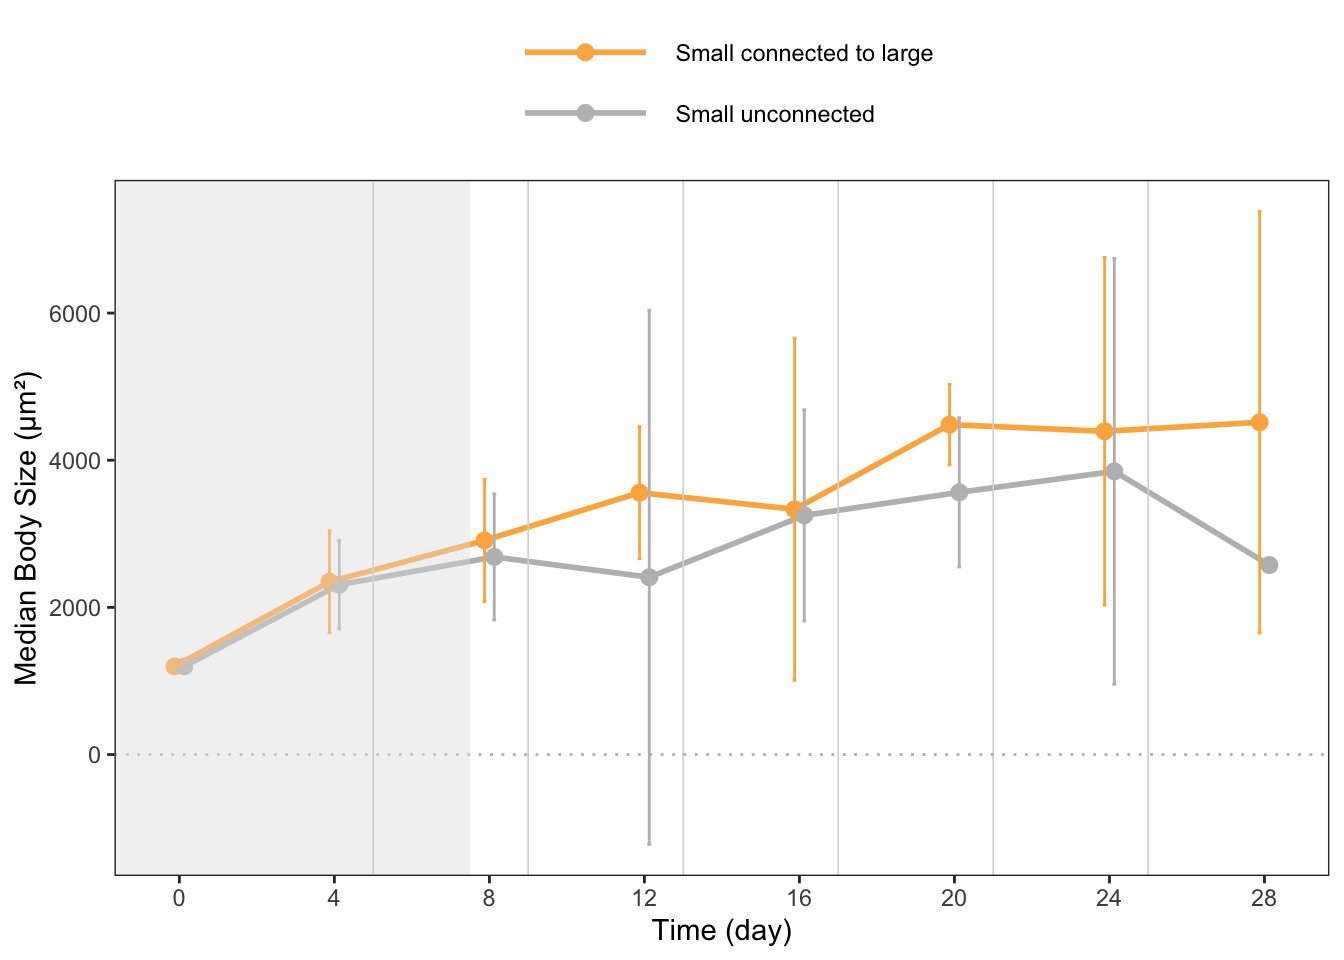 Small connected to large
Small unconnected
Median Body Size (μm²)
6000
4000
2000
0
0 4 8 12 16 20 24 28
Time (day)